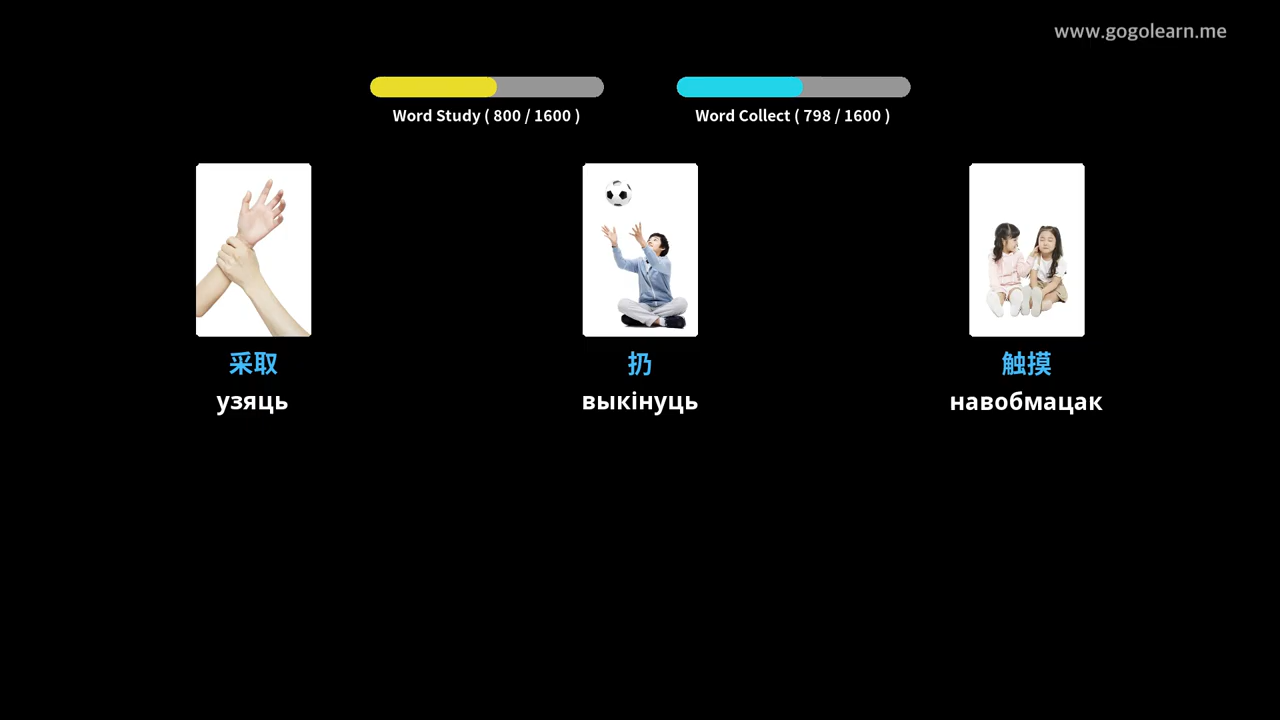 www.gogolearn.me
Word Study ( 800 / 1600 )
Word Collect ( 798 / 1600 )
采取
扔
触摸
узяць
выкінуць
навобмацак